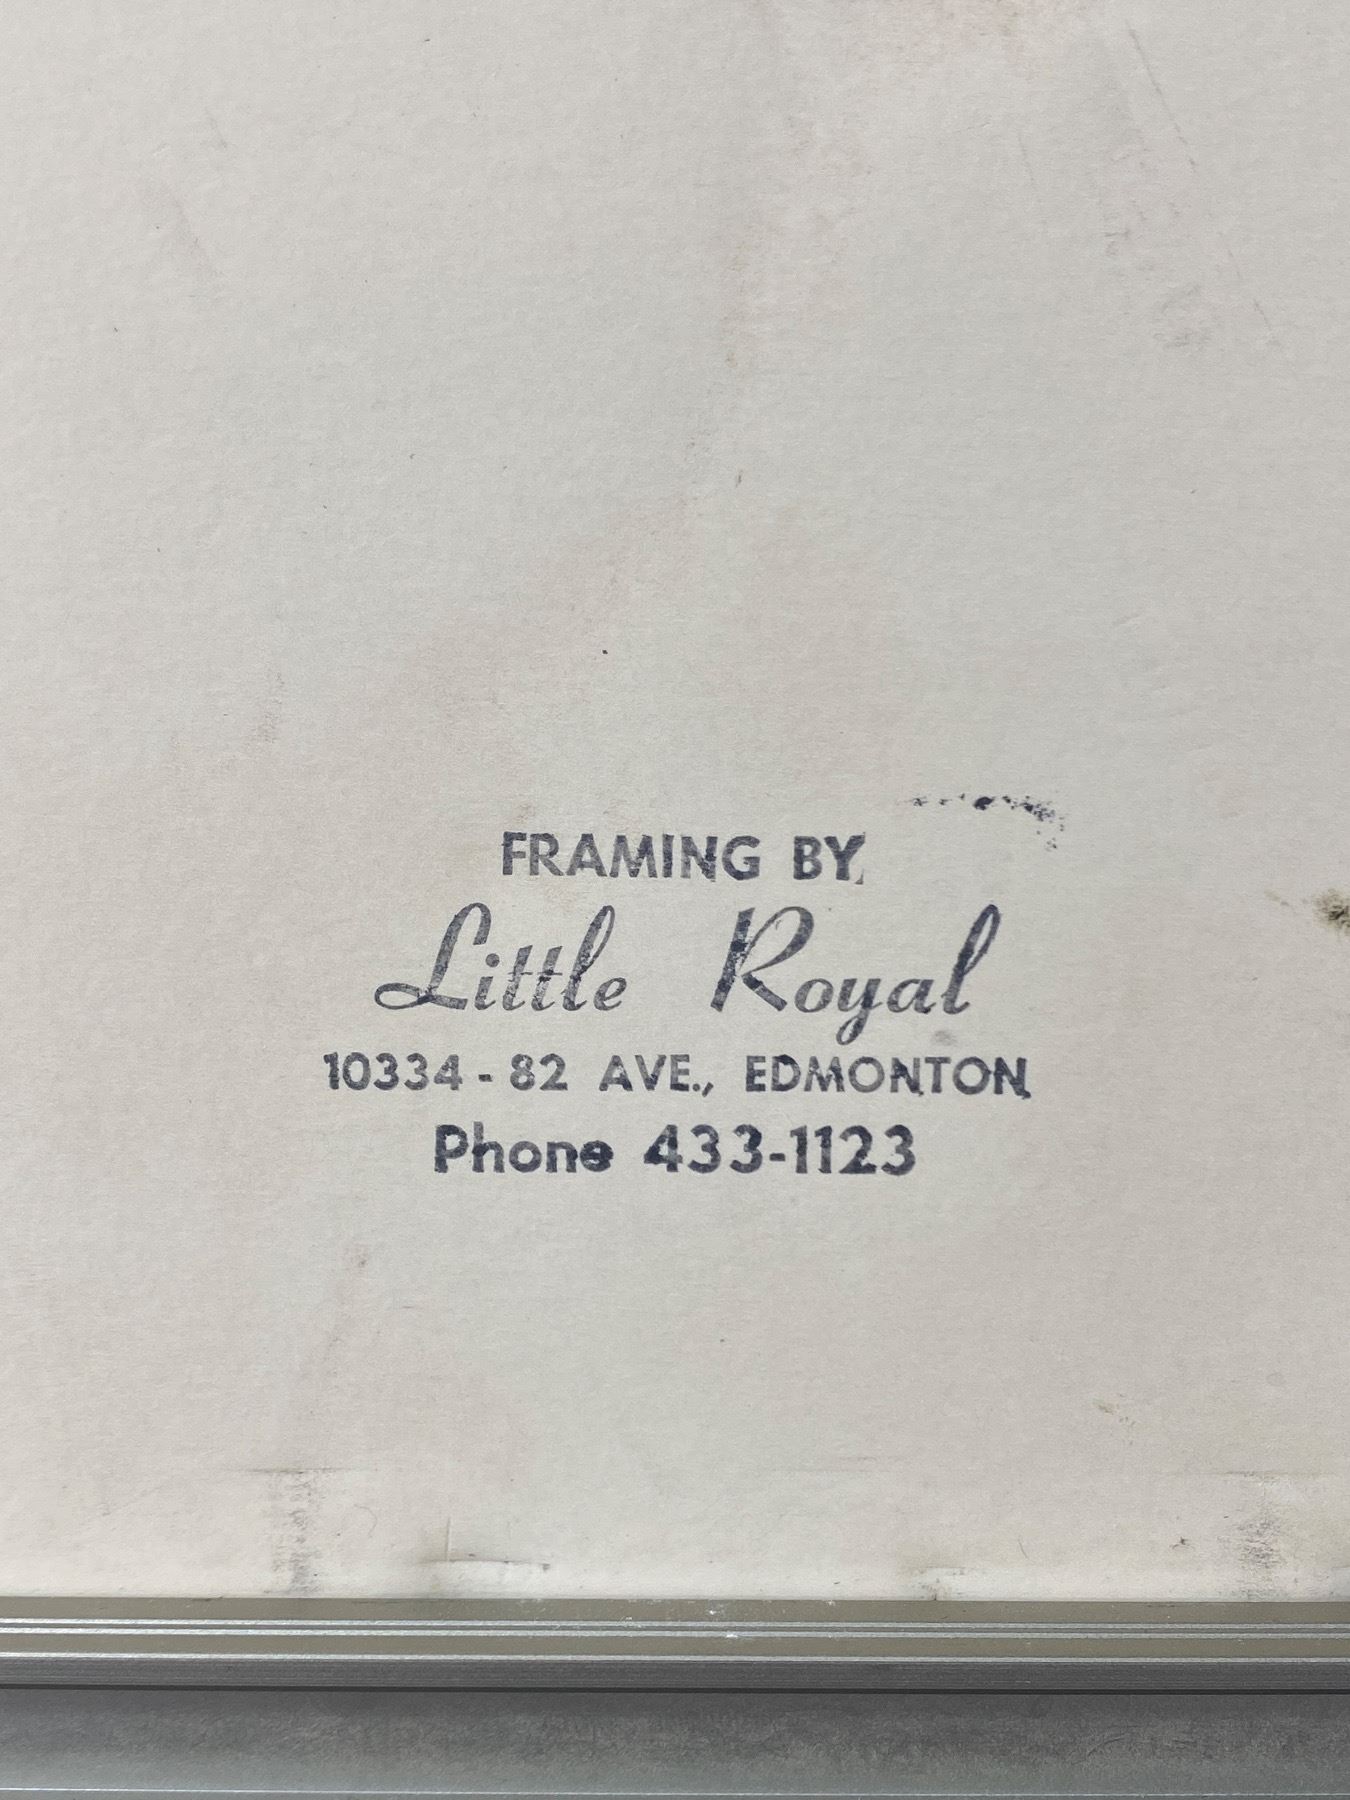 FRAMING BY
Little Royal
10334 - 82 AVE., EDMONTON
Phone 433-1123